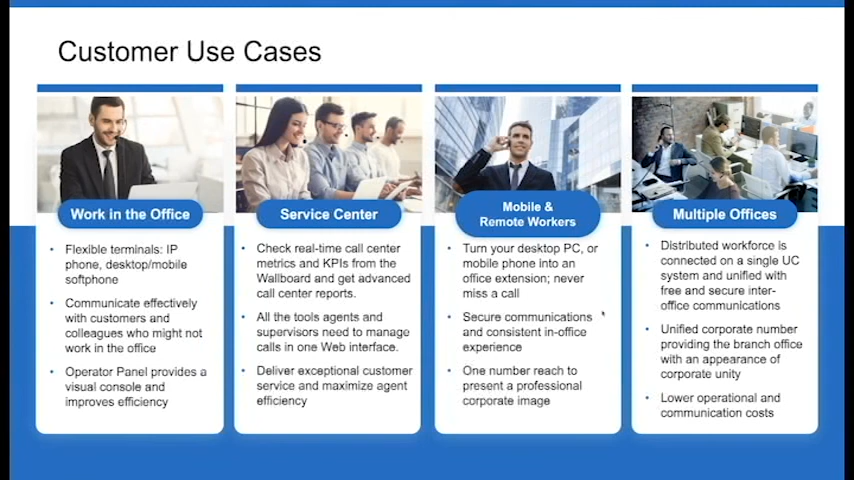 Customer Use Cases
Work in the Office
• Flexible terminals: IP
phone, desktop/mobile
softphone
• Communicate effectively
with customers and
colleagues who might not
work in the office
• Operator Panel provides a
visual console and
improves efficiency
Service Center
• Check real-time call center
metrics and KPIs from the
Wallboard and get advanced
call center reports.
• All the tools agents and
supervisors need to manage
calls in one Web interface.
• Deliver exceptional customer
service and maximize agent
efficiency
Mobile &
Remote Workers
• Turn your desktop PC, or
mobile phone into an
office extension; never
miss a call
• Secure communications
and consistent in-office
experience
• One number reach to
present a professional
corporate image
Multiple Offices
• Distributed workforce is
connected on a single UC
system and unified with
free and secure inter-
office communications
• Unified corporate number
providing the branch office
with an appearance of
corporate unity
• Lower operational and
communication costs